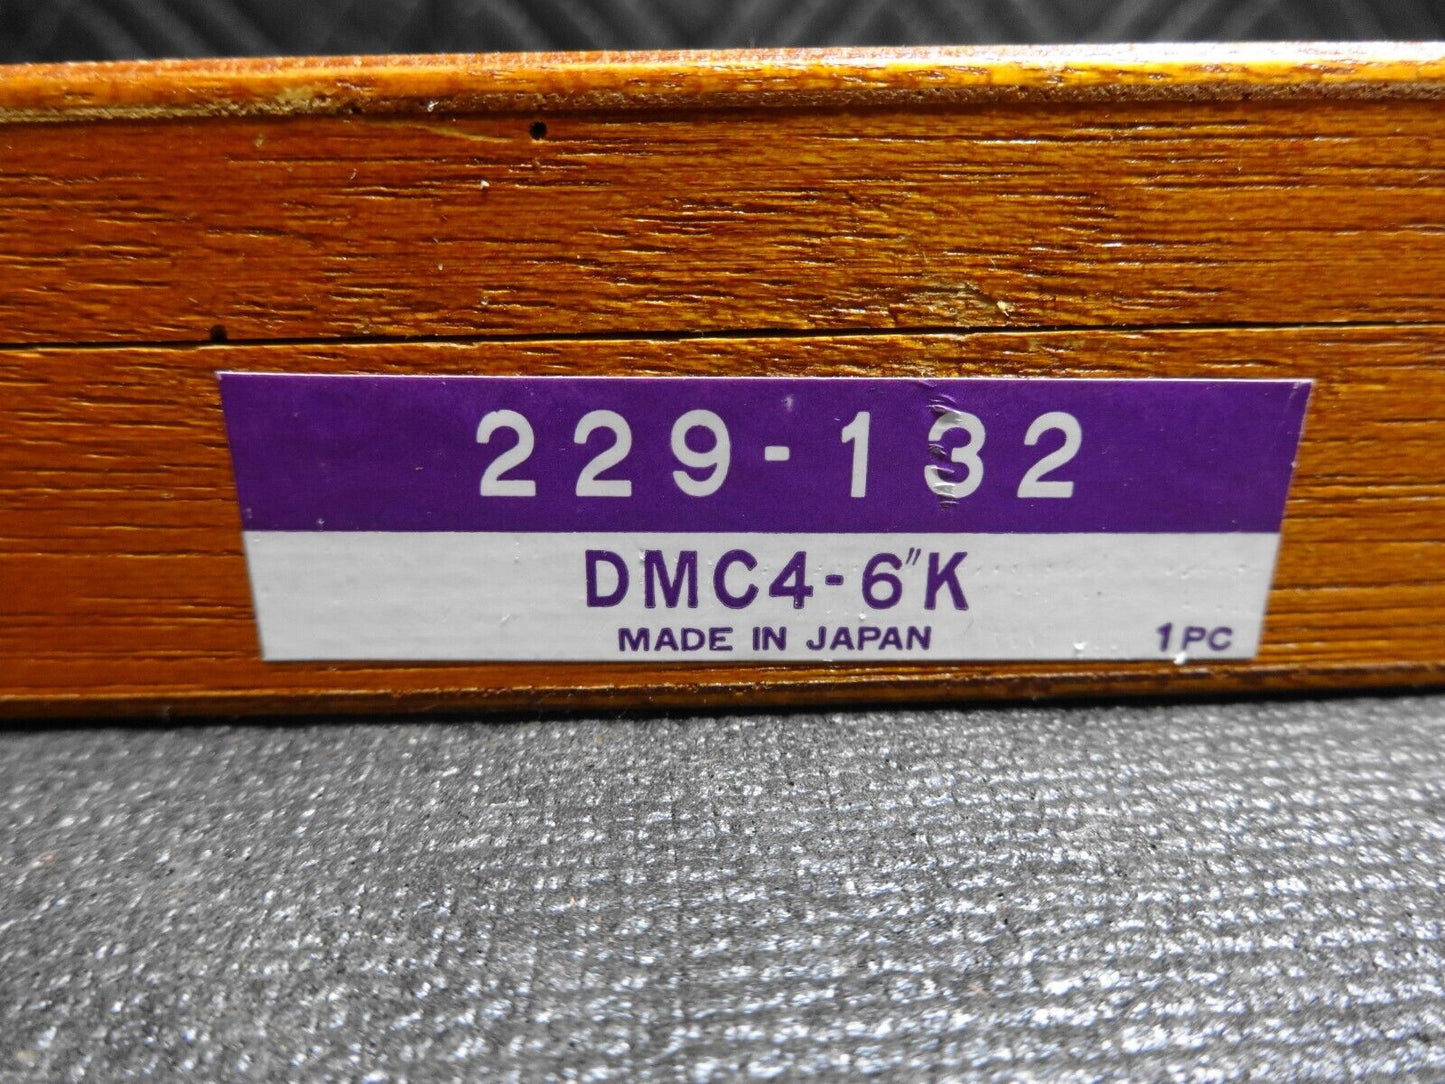 229-132
DMC4-6"K
MADE IN JAPAN
1PC